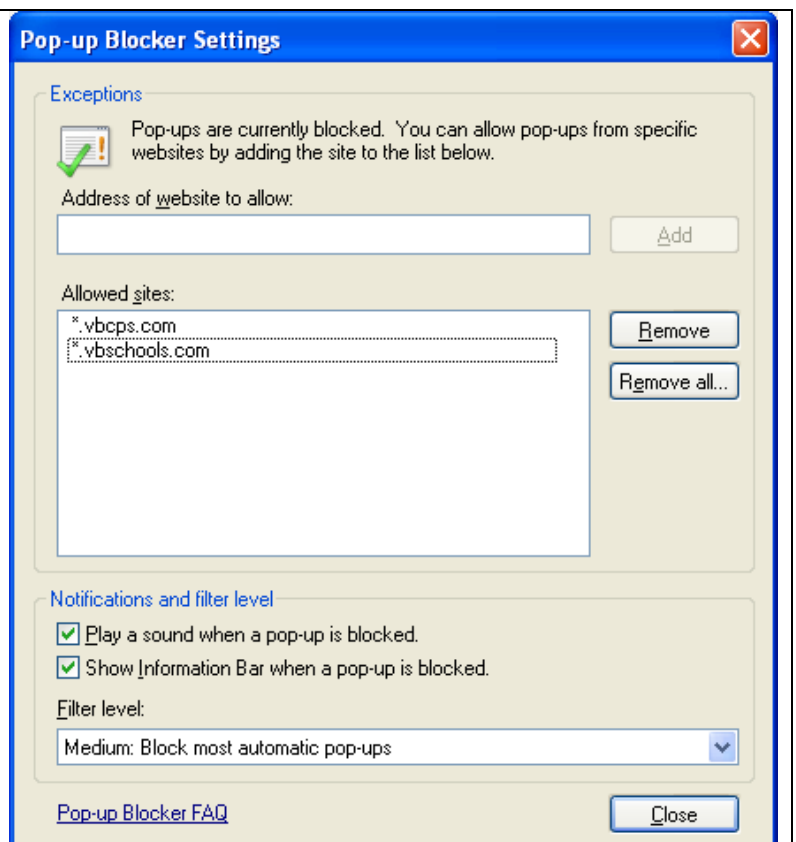 Pop-up Blocker Settings
Exceptions
Pop-ups are currently blocked. You can allow pop-ups from specific
websites by adding the site to the list below.
Address of website to allow:
Add
Allowed sites:
*.vbcps.com
*.vbschools.com
Remove
Remove all...
Notifications and filter level
Play a sound when a pop-up is blocked.
Show Information Bar when a pop-up is blocked.
Filter level:
Medium: Block most automatic pop-ups
Pop-up Blocker FAQ
Close